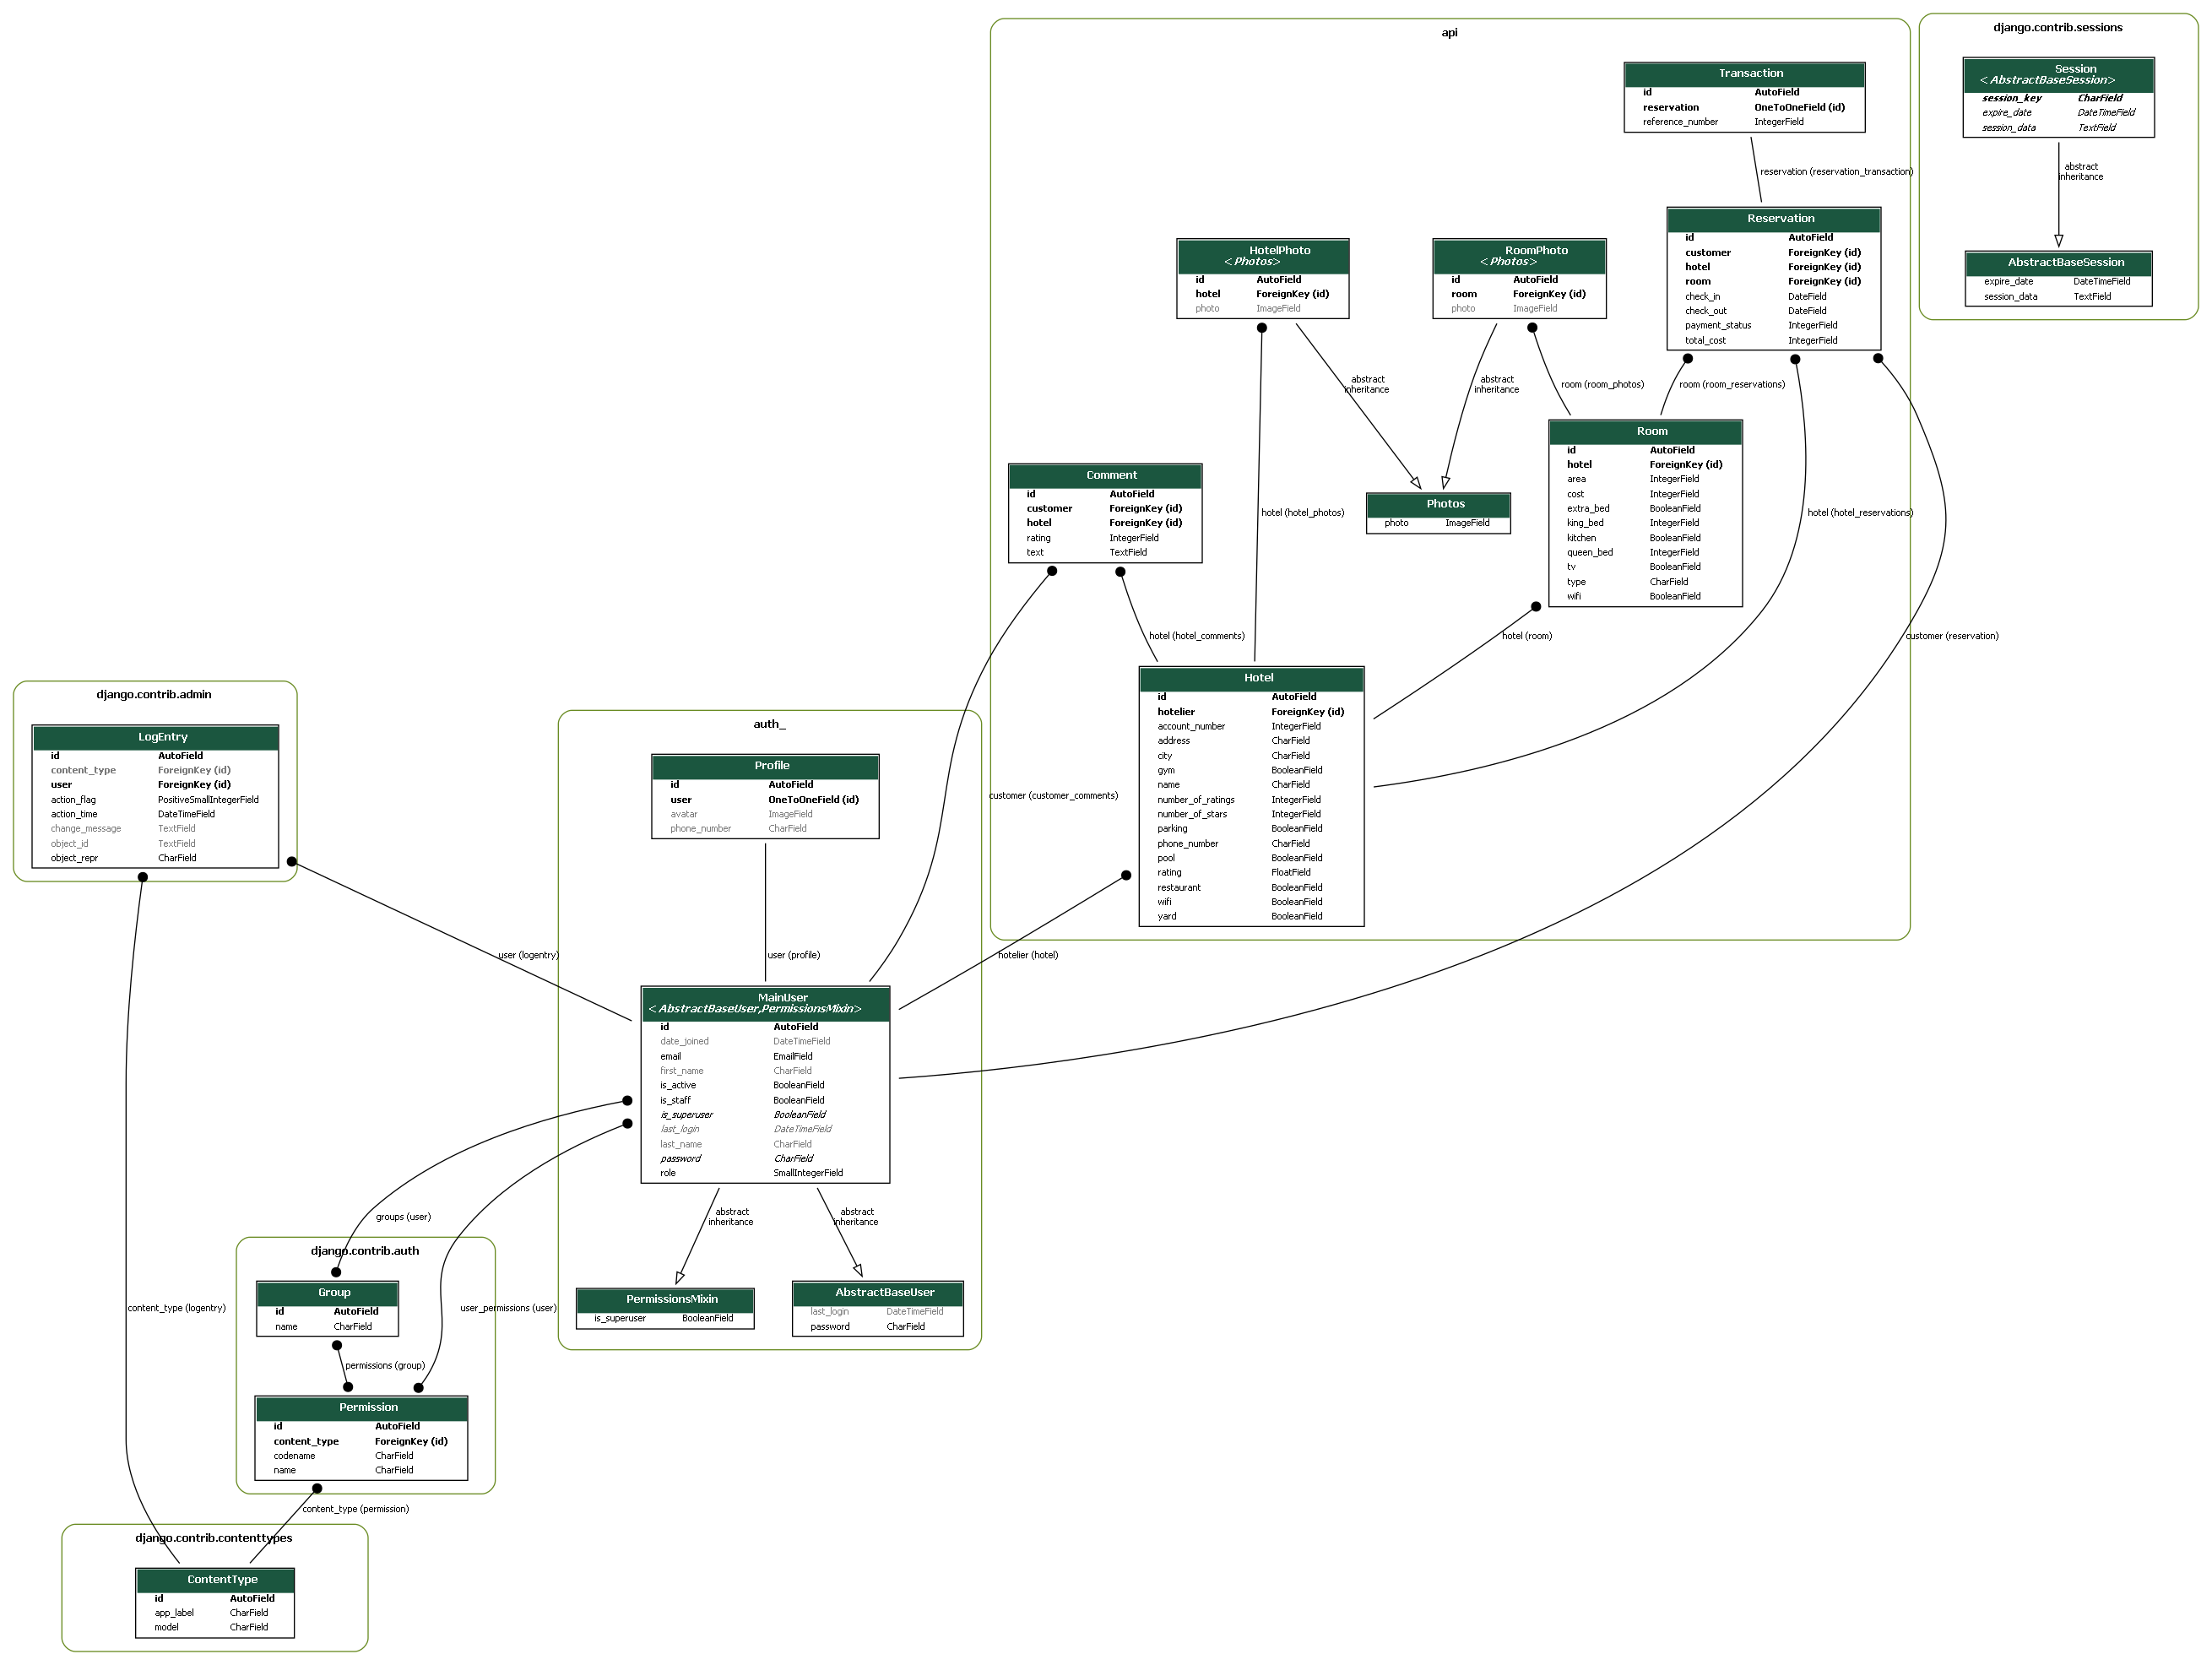 api
Transaction
id AutoField
reservation OneToOneField (id)
reference_number IntegerField
reservation (reservation_transaction)
Reservation
id AutoField
customer ForeignKey (id)
hotel ForeignKey (id)
room ForeignKey (id)
check_in DateField
check_out DateField
payment_status IntegerField
total_cost IntegerField
HotelPhoto
<Photos>
id AutoField
hotel ForeignKey (id)
photo ImageField
RoomPhoto
<Photos>
id AutoField
room ForeignKey (id)
photo ImageField
abstract
inheritance
abstract
inheritance
room (room_photos)
room (room_reservations)
Room
id AutoField
hotel ForeignKey (id)
area IntegerField
cost IntegerField
extra_bed BooleanField
king_bed IntegerField
kitchen BooleanField
queen_bed IntegerField
tv BooleanField
type CharField
wifi BooleanField
Comment
id AutoField
customer ForeignKey (id)
hotel ForeignKey (id)
rating IntegerField
text TextField
Photos
photo ImageField
hotel (hotel_photos)
hotel (hotel_reservations)
hotel (hotel_comments)
hotel (room)
customer (reservation)
Hotel
id AutoField
hotelier ForeignKey (id)
account_number IntegerField
address CharField
city CharField
gym BooleanField
name CharField
number_of_ratings IntegerField
number_of_stars IntegerField
parking BooleanField
phone_number CharField
pool BooleanField
rating FloatField
restaurant BooleanField
wifi BooleanField
yard BooleanField
customer (customer_comments)
hotelier (hotel)
django.contrib.sessions
Session
<AbstractBaseSession>
session_key CharField
expire_date DateTimeField
session_data TextField
abstract
inheritance
AbstractBaseSession
expire_date DateTimeField
session_data TextField
django.contrib.admin
LogEntry
id AutoField
content_type ForeignKey (id)
user ForeignKey (id)
action_flag PositiveSmallIntegerField
action_time DateTimeField
change_message TextField
object_id TextField
object_repr CharField
user (logentry)
auth_
Profile
id AutoField
user OneToOneField (id)
avatar ImageField
phone_number CharField
user (profile)
MainUser
<AbstractBaseUser,PermissionsMixin>
id AutoField
date_joined DateTimeField
email EmailField
first_name CharField
is_active BooleanField
is_staff BooleanField
is_superuser BooleanField
last_login DateTimeField
last_name CharField
password CharField
role SmallIntegerField
abstract
inheritance
abstract
inheritance
PermissionsMixin
is_superuser BooleanField
AbstractBaseUser
last_login DateTimeField
password CharField
groups (user)
user_permissions (user)
content_type (logentry)
django.contrib.auth
Group
id AutoField
name CharField
permissions (group)
Permission
id AutoField
content_type ForeignKey (id)
codename CharField
name CharField
content_type (permission)
django.contrib.contenttypes
ContentType
id AutoField
app_label CharField
model CharField